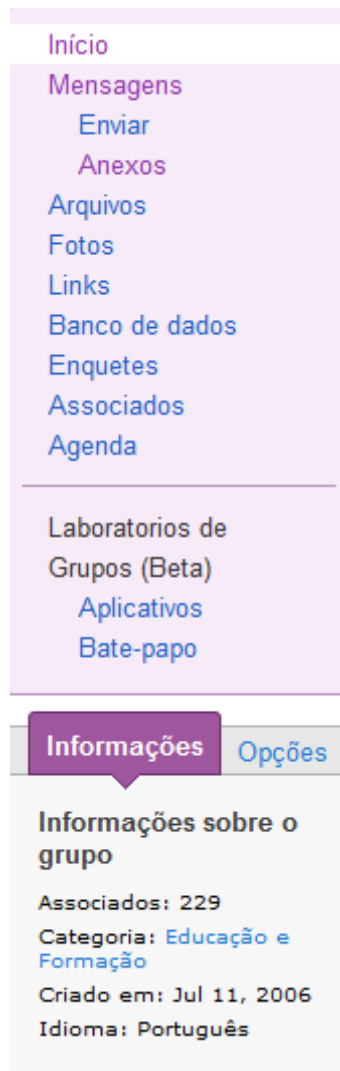 Início
Mensagens
Enviar
Anexos
Arquivos
Fotos
Links
Banco de dados
Enquetes
Associados
Agenda
Laboratorios de
Grupos (Beta)
Aplicativos
Bate-papo
Informações
Opções
Informações sobre o
grupo
Associados: 229
Categoria: Educação e
Formação
Criado em: Jul 11, 2006
Idioma: Português